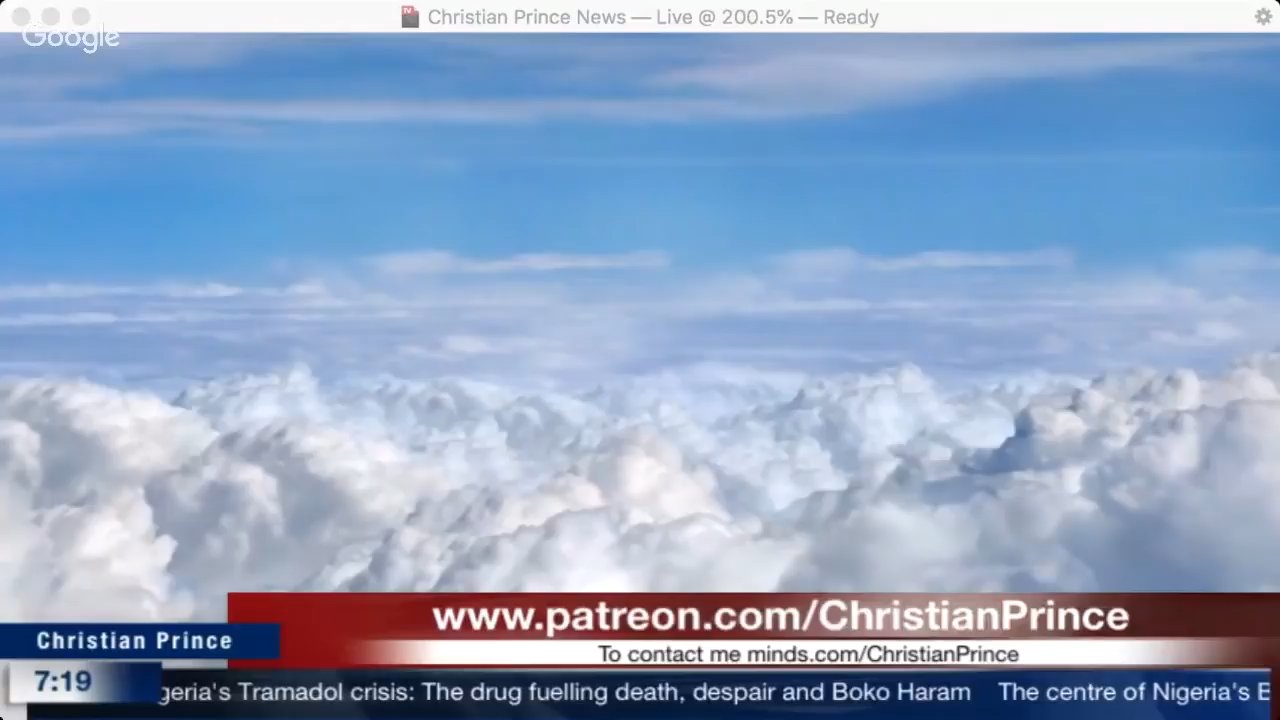 Christian Prince News — Live @ 200.5% — Ready
Google
www.patreon.com/ChristianPrince
Christian Prince
To contact me minds.com/ChristianPrince
7:19
geria's Tramadol crisis: The drug fuelling death, despair and Boko Haram The centre of Nigeria's